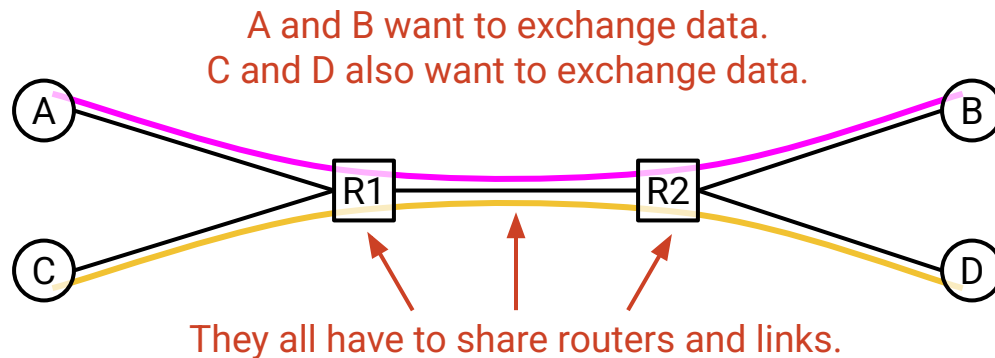 A and B want to exchange data.
C and D also want to exchange data.
A
B
R1
R2
C
D
They all have to share routers and links.